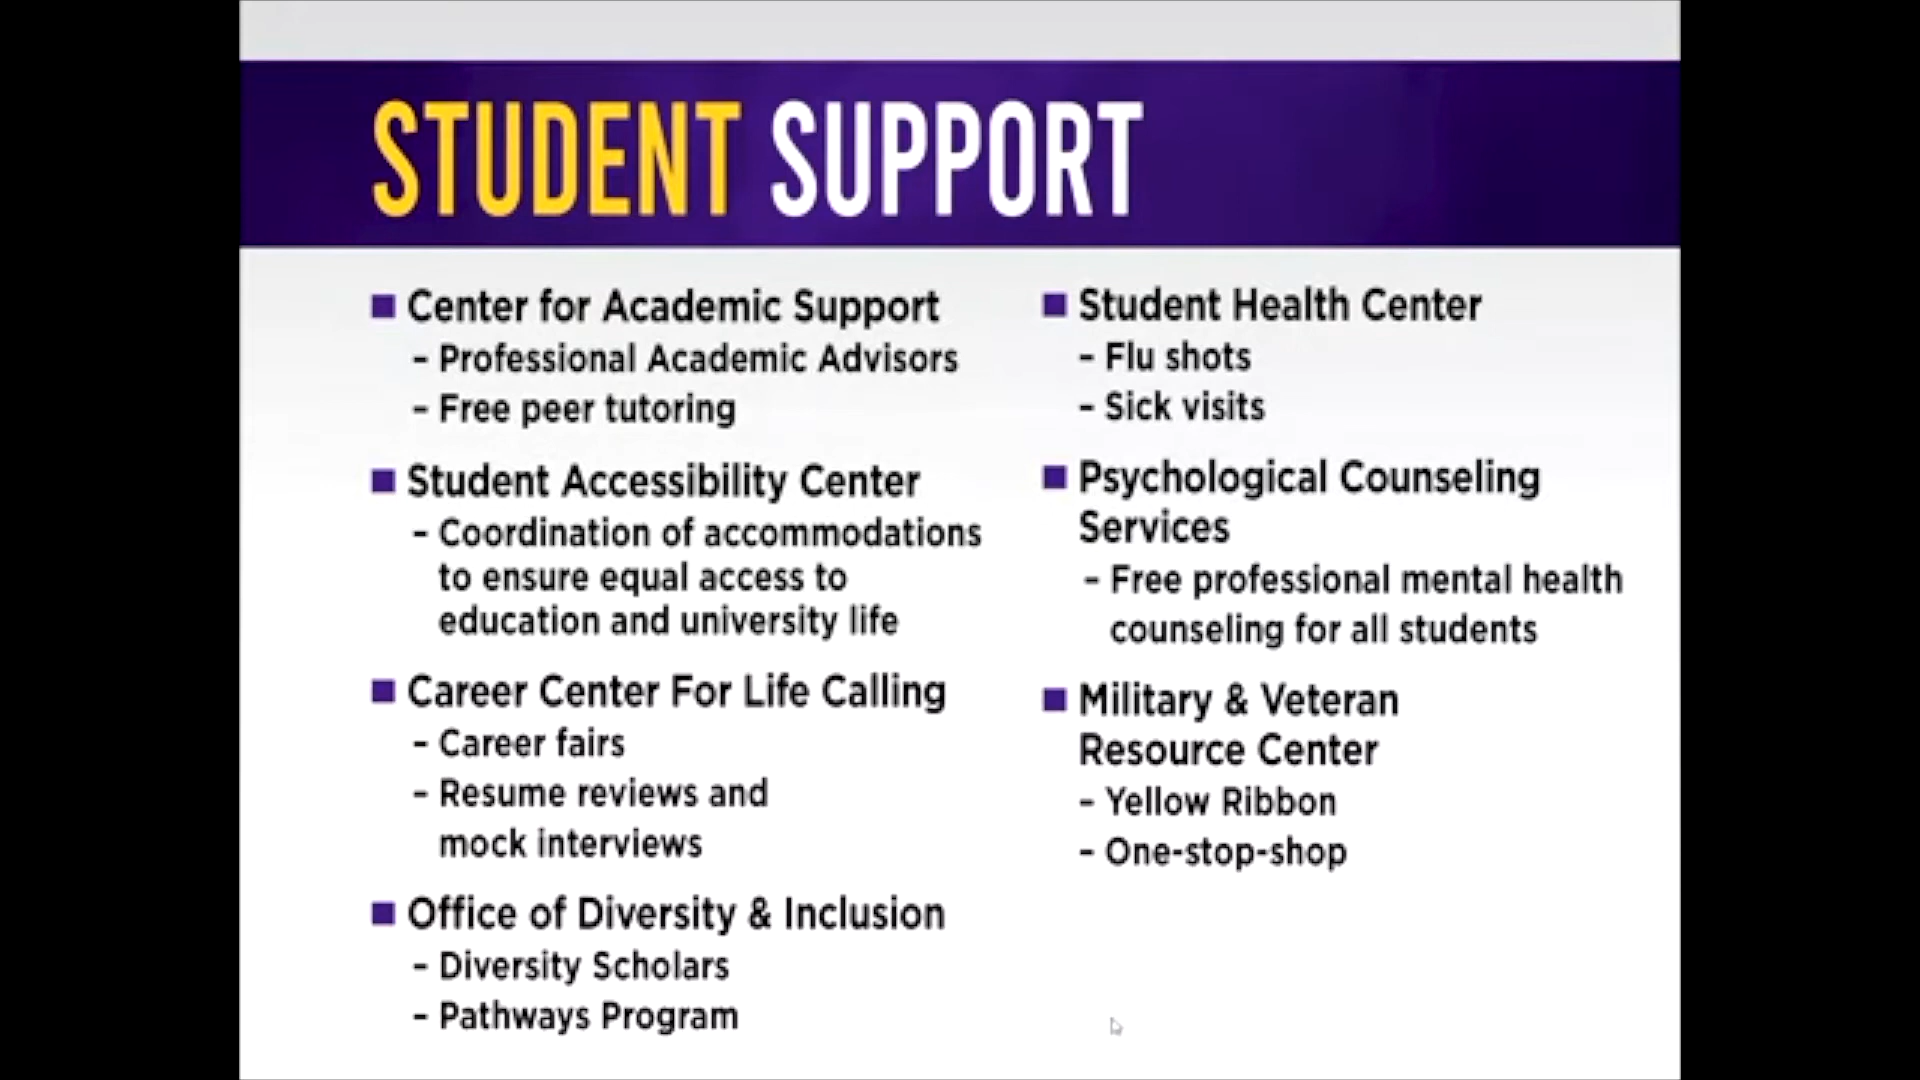 STUDENT SUPPORT
■ Center for Academic Support
– Professional Academic Advisors
– Free peer tutoring
■ Student Accessibility Center
– Coordination of accommodations
to ensure equal access to
education and university life
■ Career Center For Life Calling
– Career fairs
– Resume reviews and
mock interviews
■ Office of Diversity & Inclusion
– Diversity Scholars
– Pathways Program
■ Student Health Center
– Flu shots
– Sick visits
■ Psychological Counseling
Services
– Free professional mental health
counseling for all students
■ Military & Veteran
Resource Center
– Yellow Ribbon
– One-stop-shop